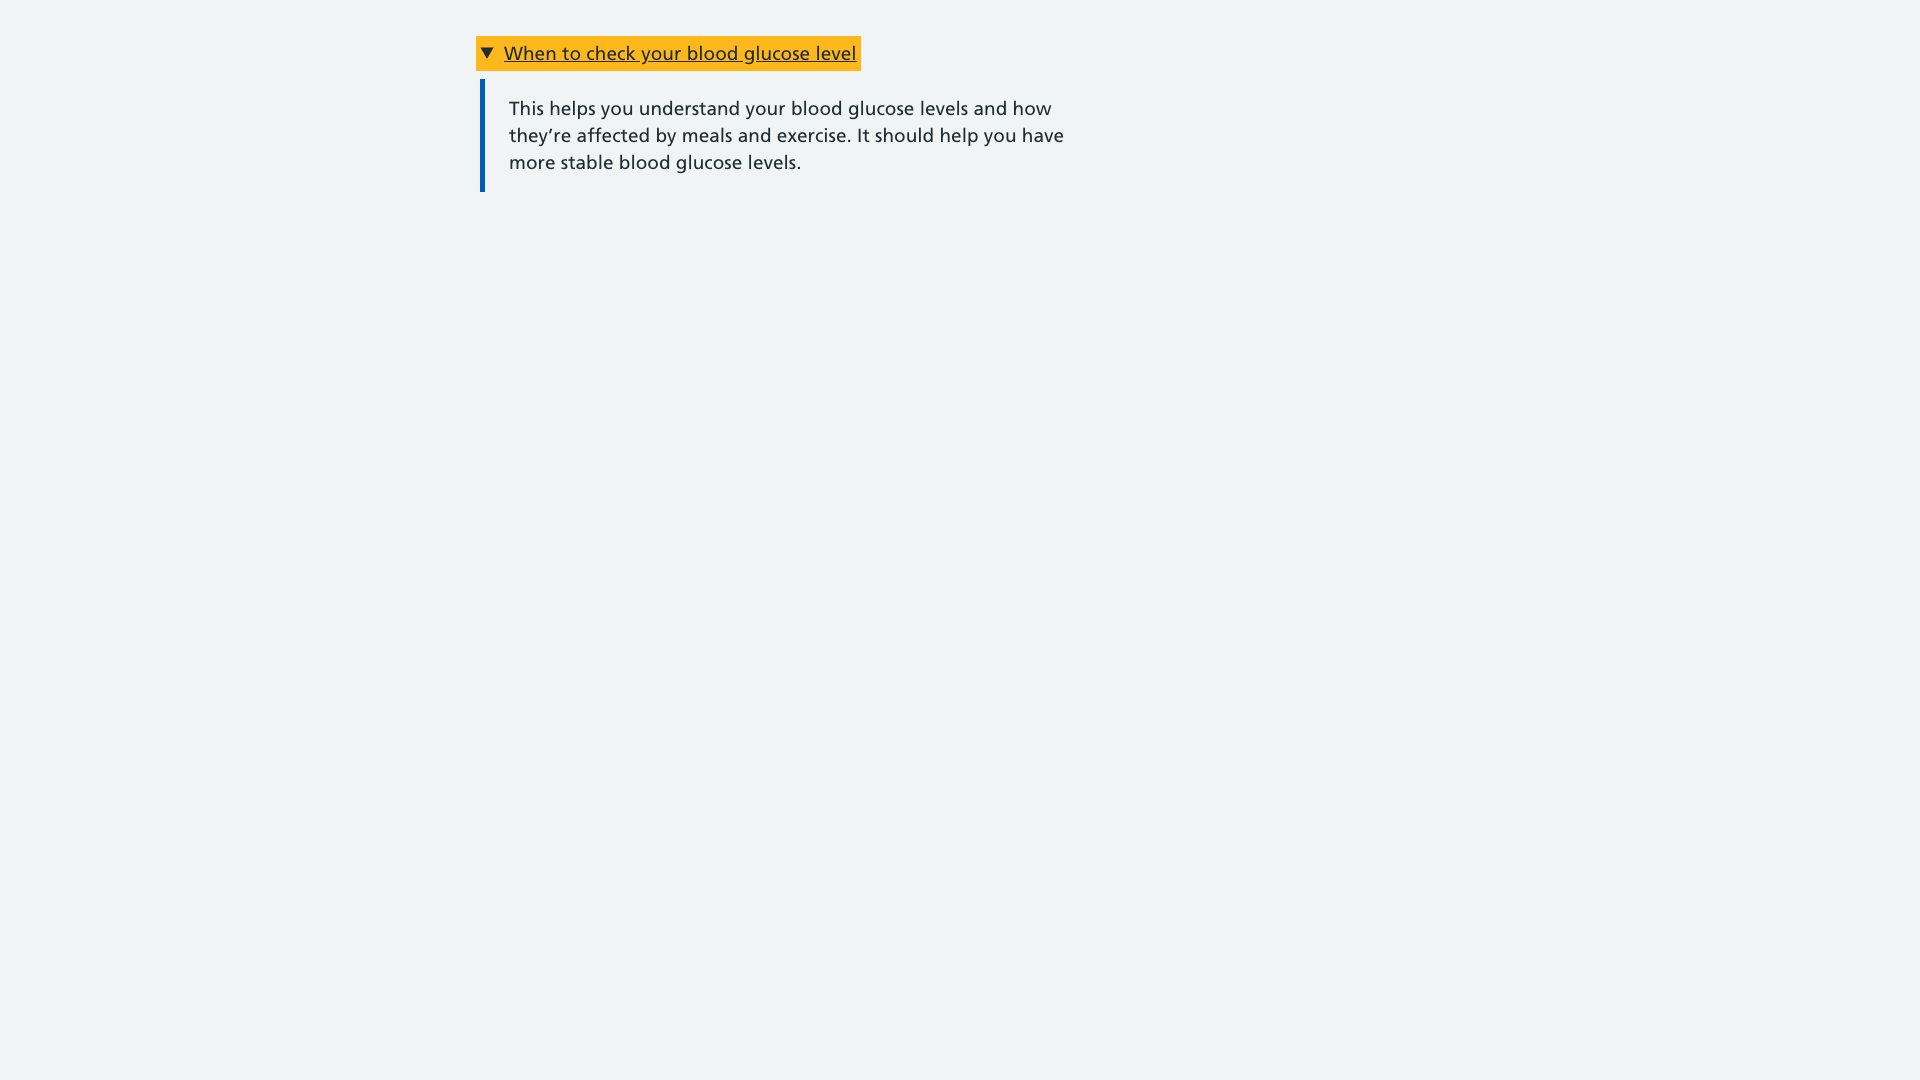 When to check your blood glucose level
This helps you understand your blood glucose levels and how
they’re affected by meals and exercise. It should help you have
more stable blood glucose levels.